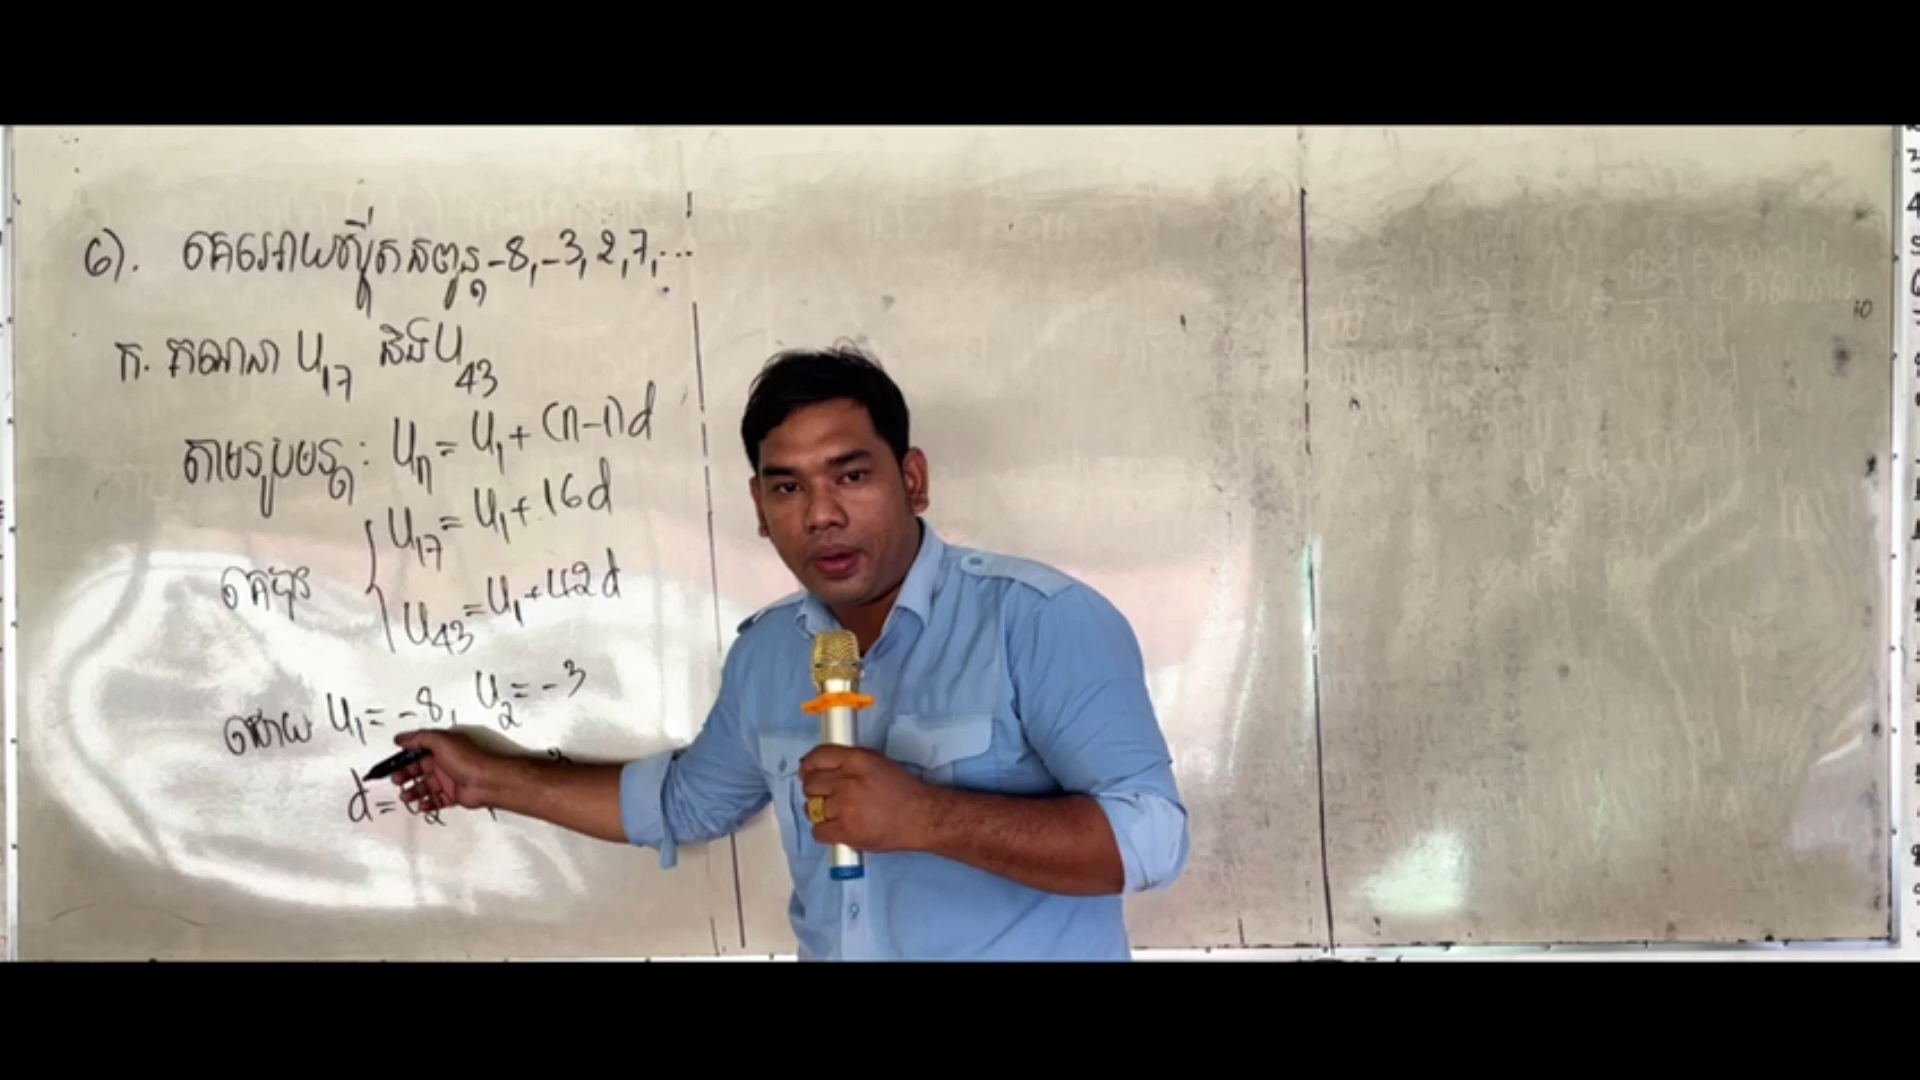 6). គេអោយស្វ៊ីតនព្វន្ត -8, -3, 2, 7, ...
ក. គណនា U₁₇ និង U₄₃
តាមរូបមន្ត : Uₙ = U₁ + (n-1)d
គេបាន { U₁₇ = U₁ + 16d
U₄₃ = U₁ + 42d
ដោយ U₁ = -8, U₂ = -3
d =